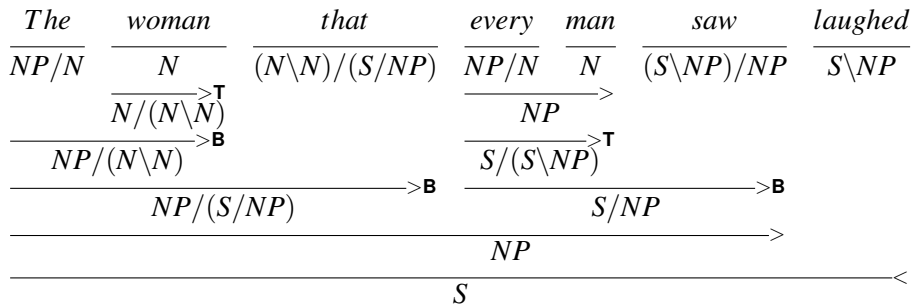 The woman that every man saw laughed
NP/N N (N\N)/(S/NP) NP/N N (S\NP)/NP S\NP
>T >
N/(N\N) NP
>B >T
NP/(N\N) S/(S\NP)
>B >B
NP/(S/NP) S/NP
>
NP
<
S